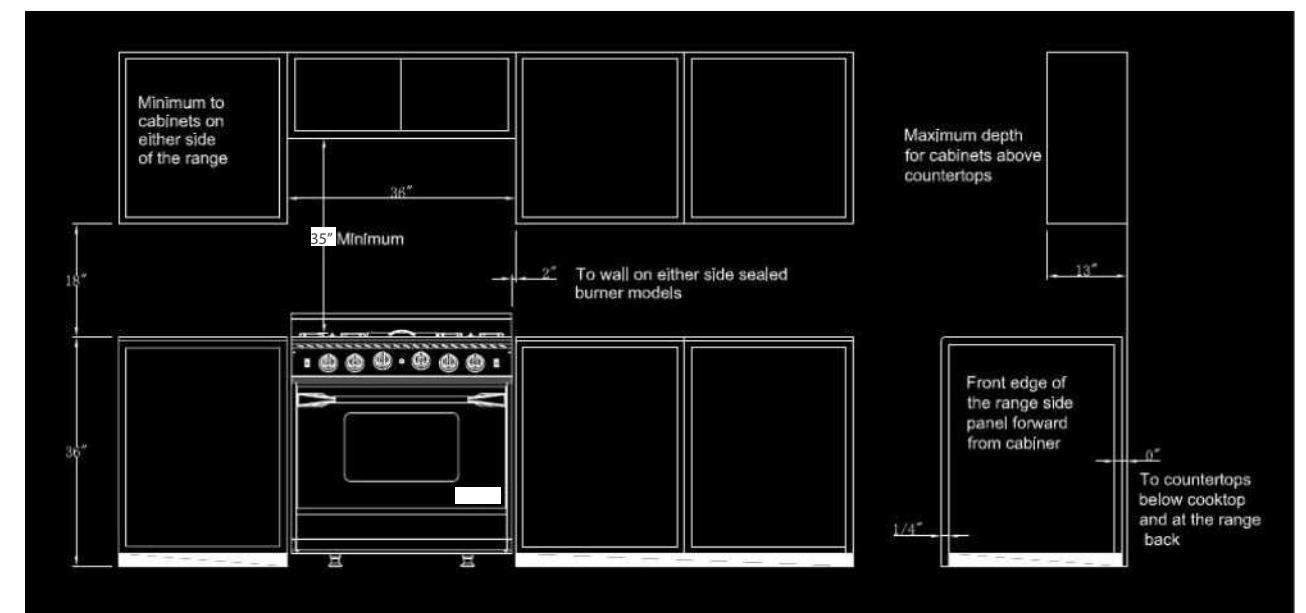 Minimum to
cabinets on
either side
of the range
36"
35" Minimum
18"
2"
To wall on either side sealed
burner models
36"
Maximum depth
for cabinets above
countertops
13"
Front edge of
the range side
panel forward
from cabiner
0"
To countertops
below cooktop
and at the range
back
1/4"